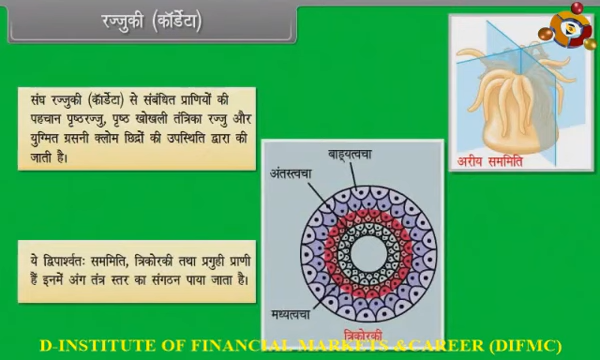 रज्जुकी (कॉर्डेटा)
संघ रज्जुकी (कॅार्डेटा) से संबंधित प्राणियों की
पहचान पृष्ठरज्जु, पृष्ठ खोखली तंत्रिका रज्जु और
युग्मित ग्रसनी क्लोम छिद्रों की उपस्थिति द्वारा की
जाती है।
अरीय सममिति
बाह्यत्वचा
अंतस्त्वचा
मध्यत्वचा
त्रिकोरकी
ये द्विपार्श्वतः सममिति, त्रिकोरकी तथा प्रगुही प्राणी
हैं इनमें अंग तंत्र स्तर का संगठन पाया जाता है।
D-INSTITUTE OF FINANCIAL MARKETS &CAREER (DIFMC)